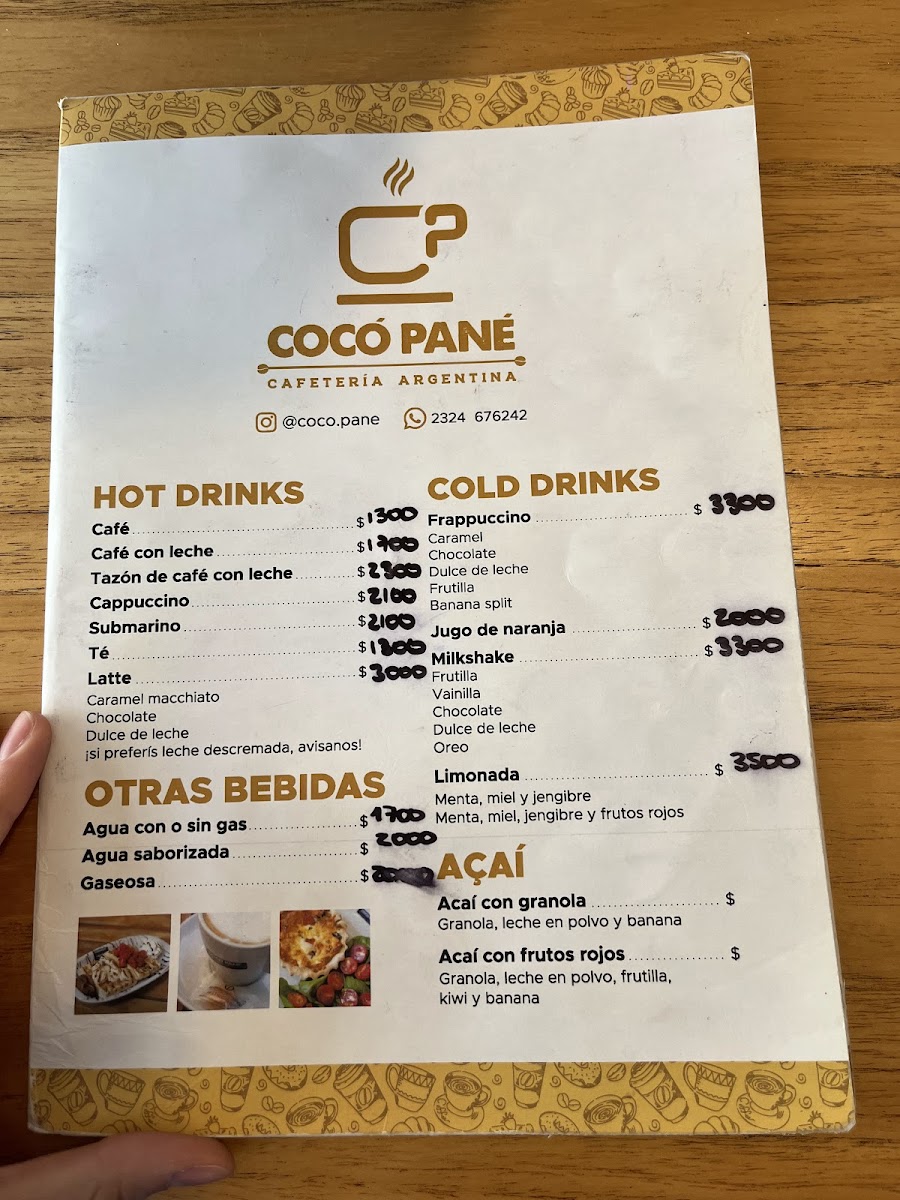 COCÓ PANÉ
CAFETERÍA ARGENTINA
@coco.pane 2324 676242
HOT DRINKS
Café $1300
Café con leche $1700
Tazón de café con leche $2300
Cappuccino $2100
Submarino $2100
Té $1300
Latte $3000
Caramel macchiato
Chocolate
Dulce de leche
¡si preferís leche descremada, avisanos!
OTRAS BEBIDAS
Agua con o sin gas $1700
Agua saborizada $ 2000
Gaseosa $
COLD DRINKS
Frappuccino $ 3300
Caramel
Chocolate
Dulce de leche
Frutilla
Banana split
Jugo de naranja $ 2000
Milkshake $ 3300
Frutilla
Vainilla
Chocolate
Dulce de leche
Oreo
Limonada $ 3500
Menta, miel y jengibre
Menta, miel, jengibre y frutos rojos
AÇAÍ
Acaí con granola $
Granola, leche en polvo y banana
Acaí con frutos rojos $
Granola, leche en polvo, frutilla,
kiwi y banana